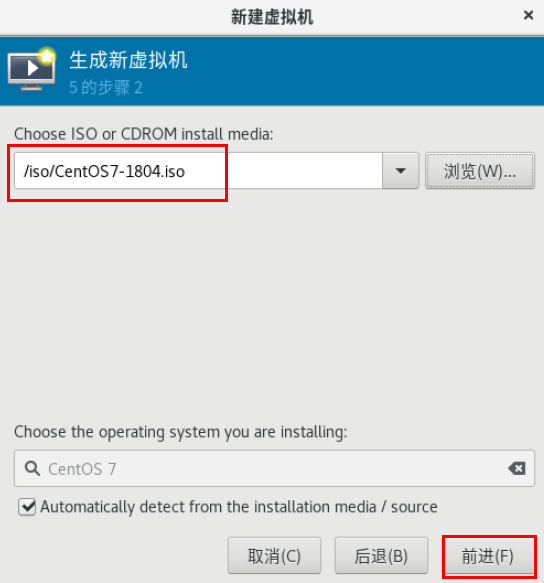 新建虚拟机
生成新虚拟机
5 的步骤 2
Choose ISO or CDROM install media:
/iso/CentOS7-1804.iso
浏览(W)...
Choose the operating system you are installing:
CentOS 7
Automatically detect from the installation media / source
取消(C)
后退(B)
前进(F)